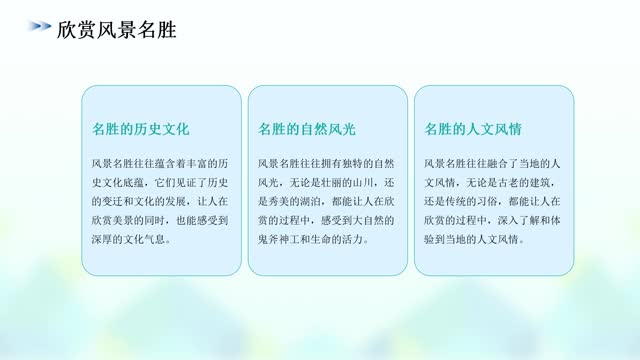 欣赏风景名胜
名胜的历史文化
风景名胜往往蕴含着丰富的历
史文化底蕴，它们见证了历史
的变迁和文化的发展，让人在
欣赏美景的同时，也能感受到
深厚的文化气息。
名胜的自然风光
风景名胜往往拥有独特的自然
风光，无论是壮丽的山川，还
是秀美的湖泊，都能让人在欣
赏的过程中，感受到大自然的
鬼斧神工和生命的活力。
名胜的人文风情
风景名胜往往融合了当地的人
文风情，无论是古老的建筑，
还是传统的习俗，都能让人在
欣赏的过程中，深入了解和体
验到当地的人文风情。